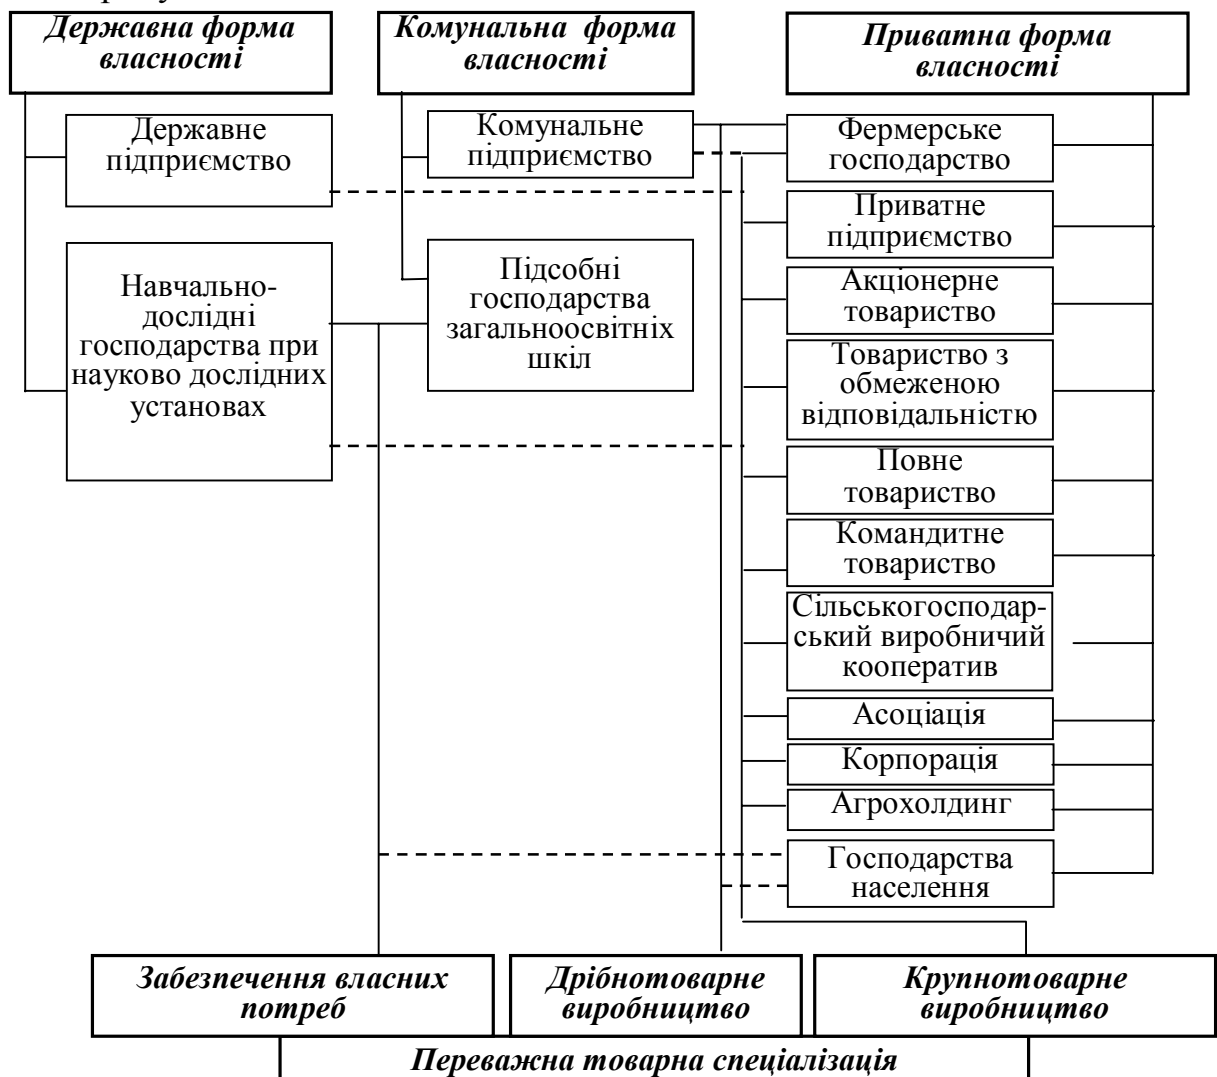 Державна форма
власності
Комунальна форма
власності
Приватна форма
власності
Державне
підприємство
Навчально-
дослідні
господарства при
науково дослідних
установах
Комунальне
підприємство
Підсобні
господарства
загальноосвітніх
шкіл
Фермерське
господарство
Приватне
підприємство
Акціонерне
товариство
Товариство з
обмеженою
відповідальністю
Повне
товариство
Командитне
товариство
Сільськогосподар-
ський виробничий
кооператив
Асоціація
Корпорація
Агрохолдинг
Господарства
населення
Забезпечення власних
потреб
Дрібнотоварне
виробництво
Крупнотоварне
виробництво
Переважна товарна спеціалізація